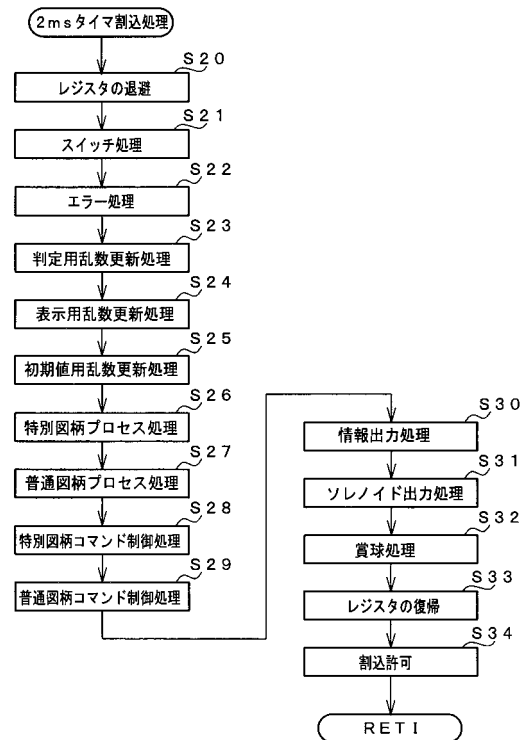 2msタイマ割込処理
S20
レジスタの退避
S21
スイッチ処理
S22
エラー処理
S23
判定用乱数更新処理
S24
表示用乱数更新処理
S25
初期値用乱数更新処理
S26
特別図柄プロセス処理
S27
普通図柄プロセス処理
S28
特別図柄コマンド制御処理
S29
普通図柄コマンド制御処理
S30
情報出力処理
S31
ソレノイド出力処理
S32
賞球処理
S33
レジスタの復帰
S34
割込許可
RETI